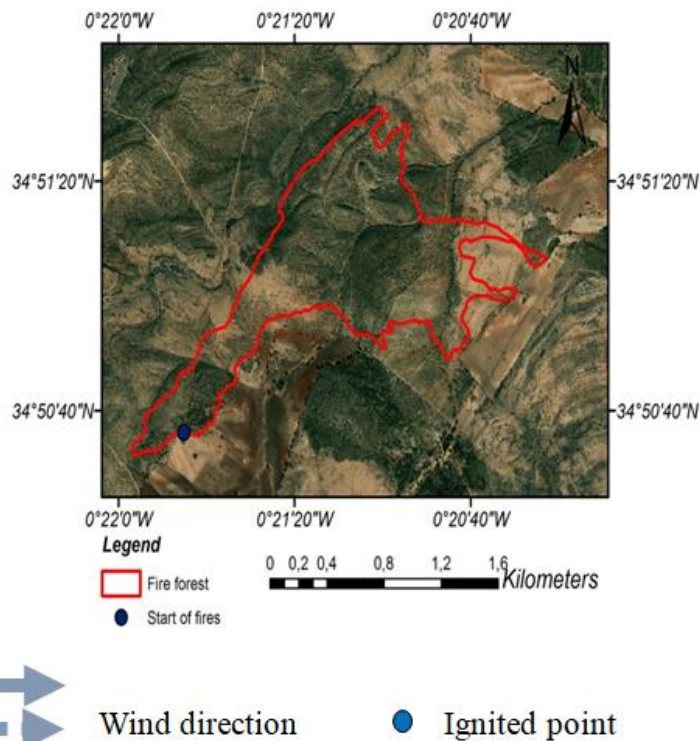 0°22'0"W 0°21'20"W 0°20'40"W
N
34°51'20"N 34°51'20"N
34°50'40"N 34°50'40"N
0°22'0"W 0°21'20"W 0°20'40"W
Legend
Fire forest
Start of fires
0 0,2 0,4 0,8 1,2 1,6
Kilometers
Wind direction Ignited point